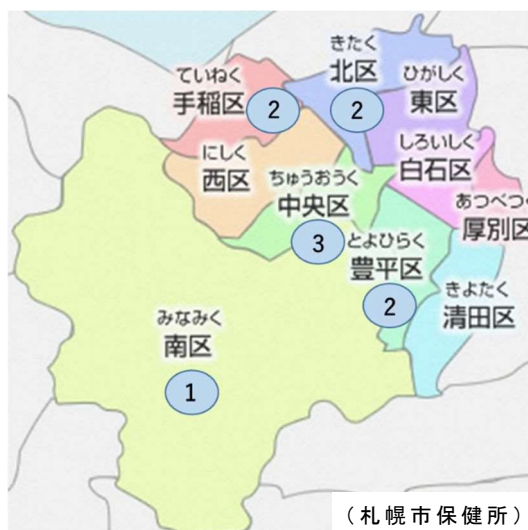 きたく
北区
2
ていねく
手稲区
2
ひがしく
東区
しろいしく
白石区
にしく
西区
ちゅうおうく
中央区
3
あつべつく
厚別区
とよひらく
豊平区
2
きよたく
清田区
みなみく
南区
1
(札幌市保健所)